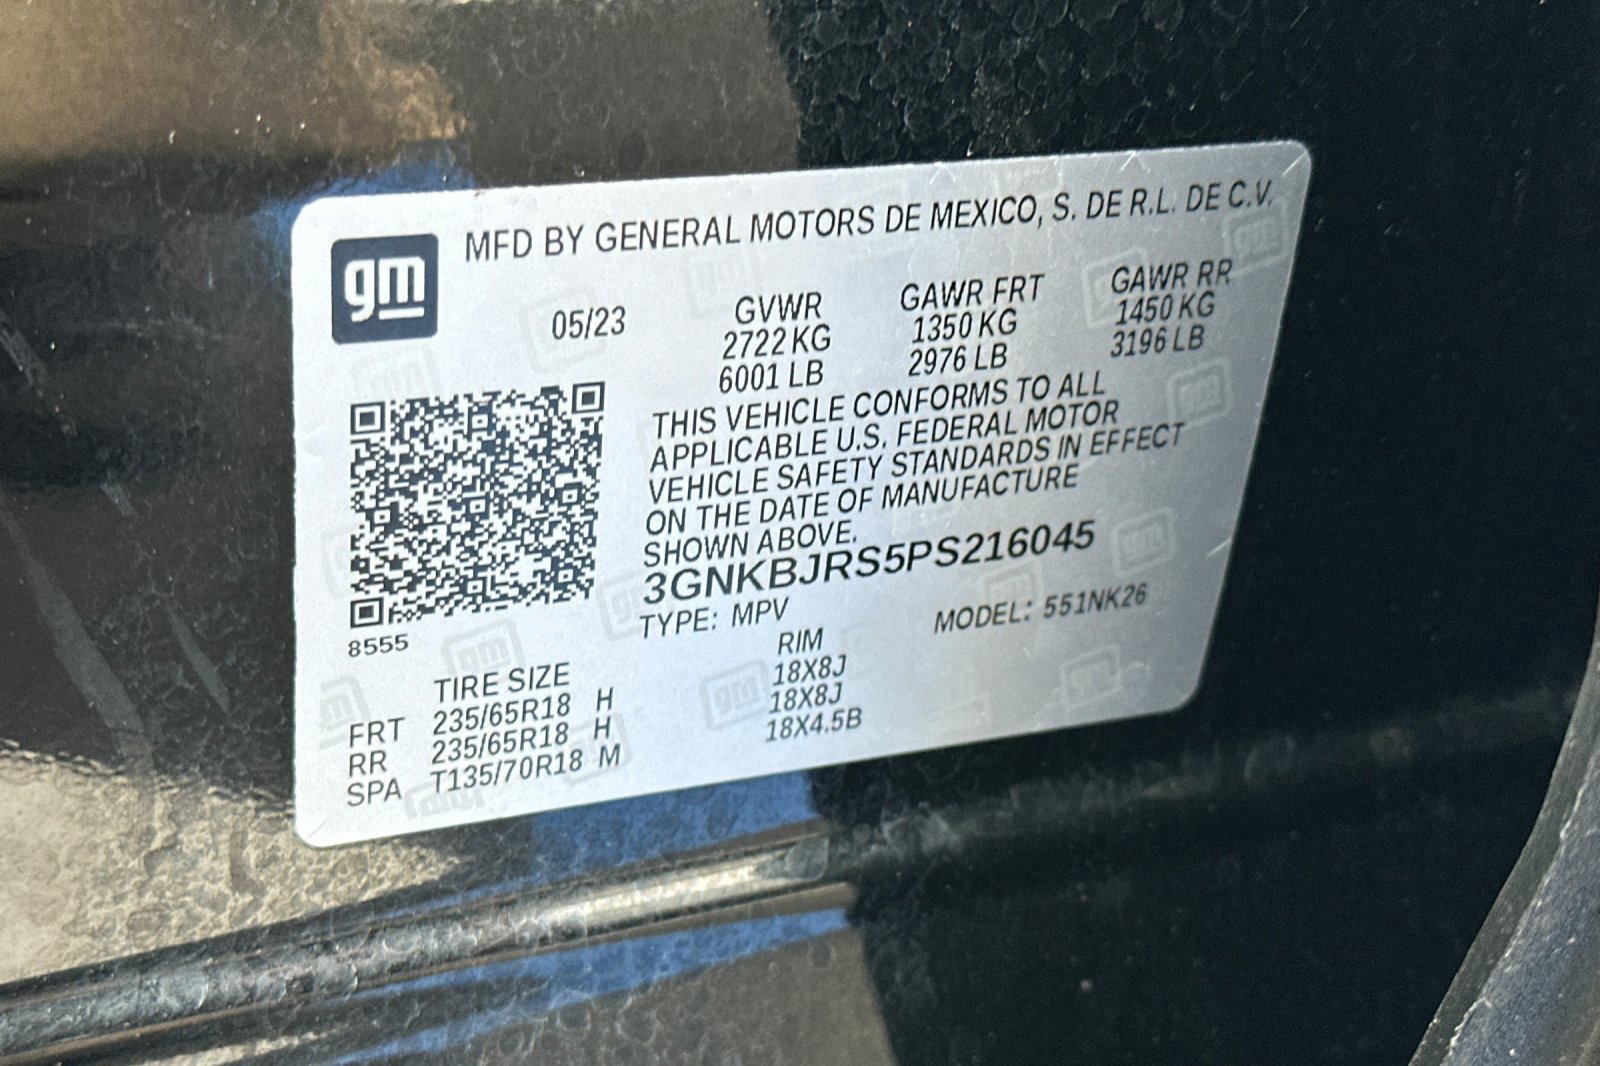 gm
MFD BY GENERAL MOTORS DE MEXICO, S. DE R.L. DE C.V.
05/23 GVWR GAWR FRT GAWR RR
2722 KG 1350 KG 1450 KG
6001 LB 2976 LB 3196 LB
THIS VEHICLE CONFORMS TO ALL
APPLICABLE U.S. FEDERAL MOTOR
VEHICLE SAFETY STANDARDS IN EFFECT
ON THE DATE OF MANUFACTURE
SHOWN ABOVE.
3GNKBJRS5PS216045
TYPE: MPV MODEL: 551NK26
8555
TIRE SIZE RIM
FRT 235/65R18 H 18X8J
RR 235/65R18 H 18X8J
SPA T135/70R18 M 18X4.5B